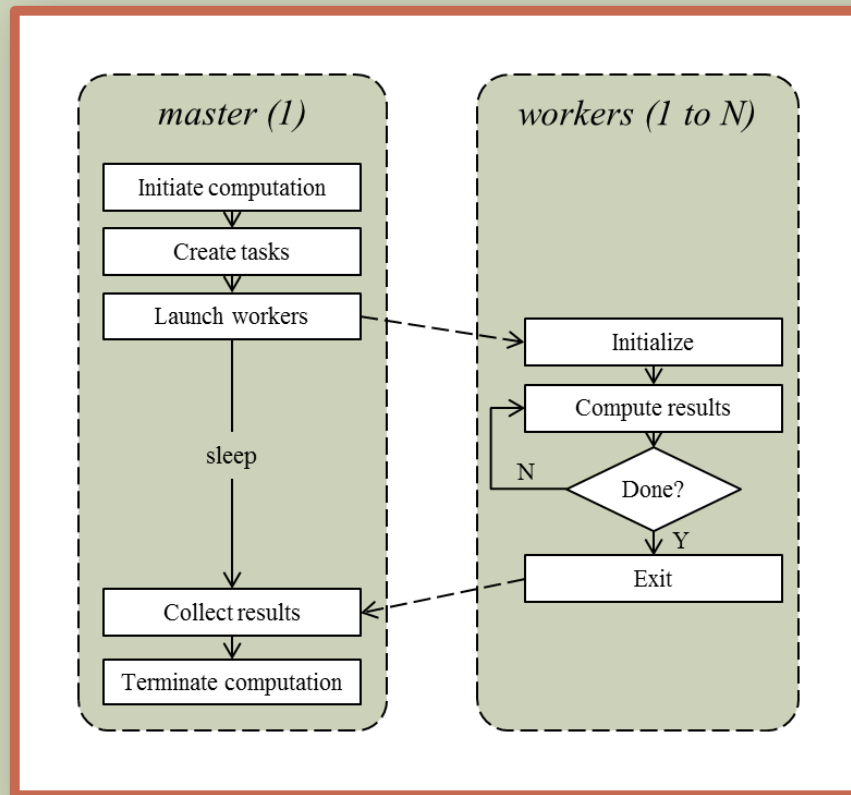 master (1)
Initiate computation
Create tasks
Launch workers
sleep
Collect results
Terminate computation
workers (1 to N)
Initialize
Compute results
N
Done?
Y
Exit